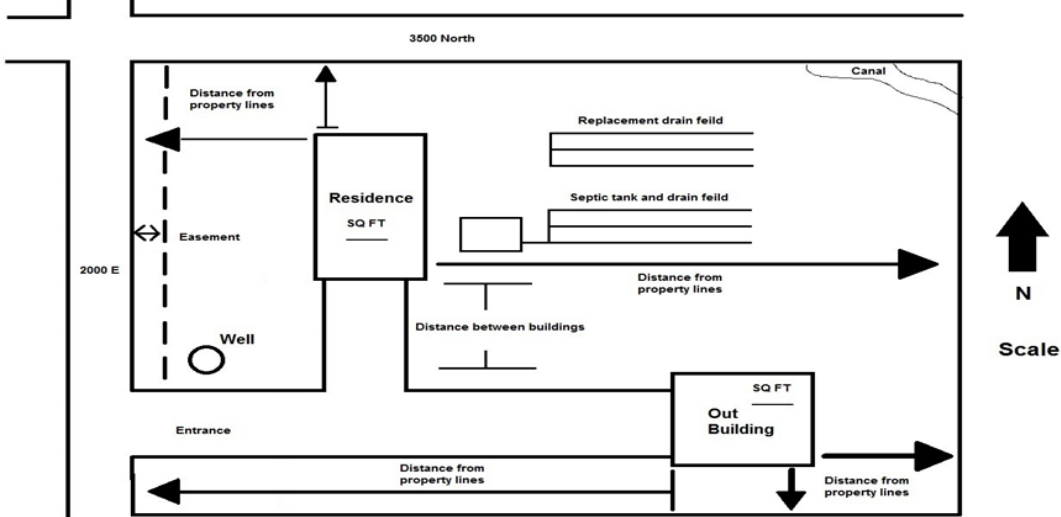 3500 North
Canal
Distance from
property lines
Replacement drain feild
Residence
SQ FT
Septic tank and drain feild
Easement
2000 E
Distance from
property lines
N
Distance between buildings
Well
Scale
SQ FT
Out
Building
Entrance
Distance from
property lines
Distance from
property lines